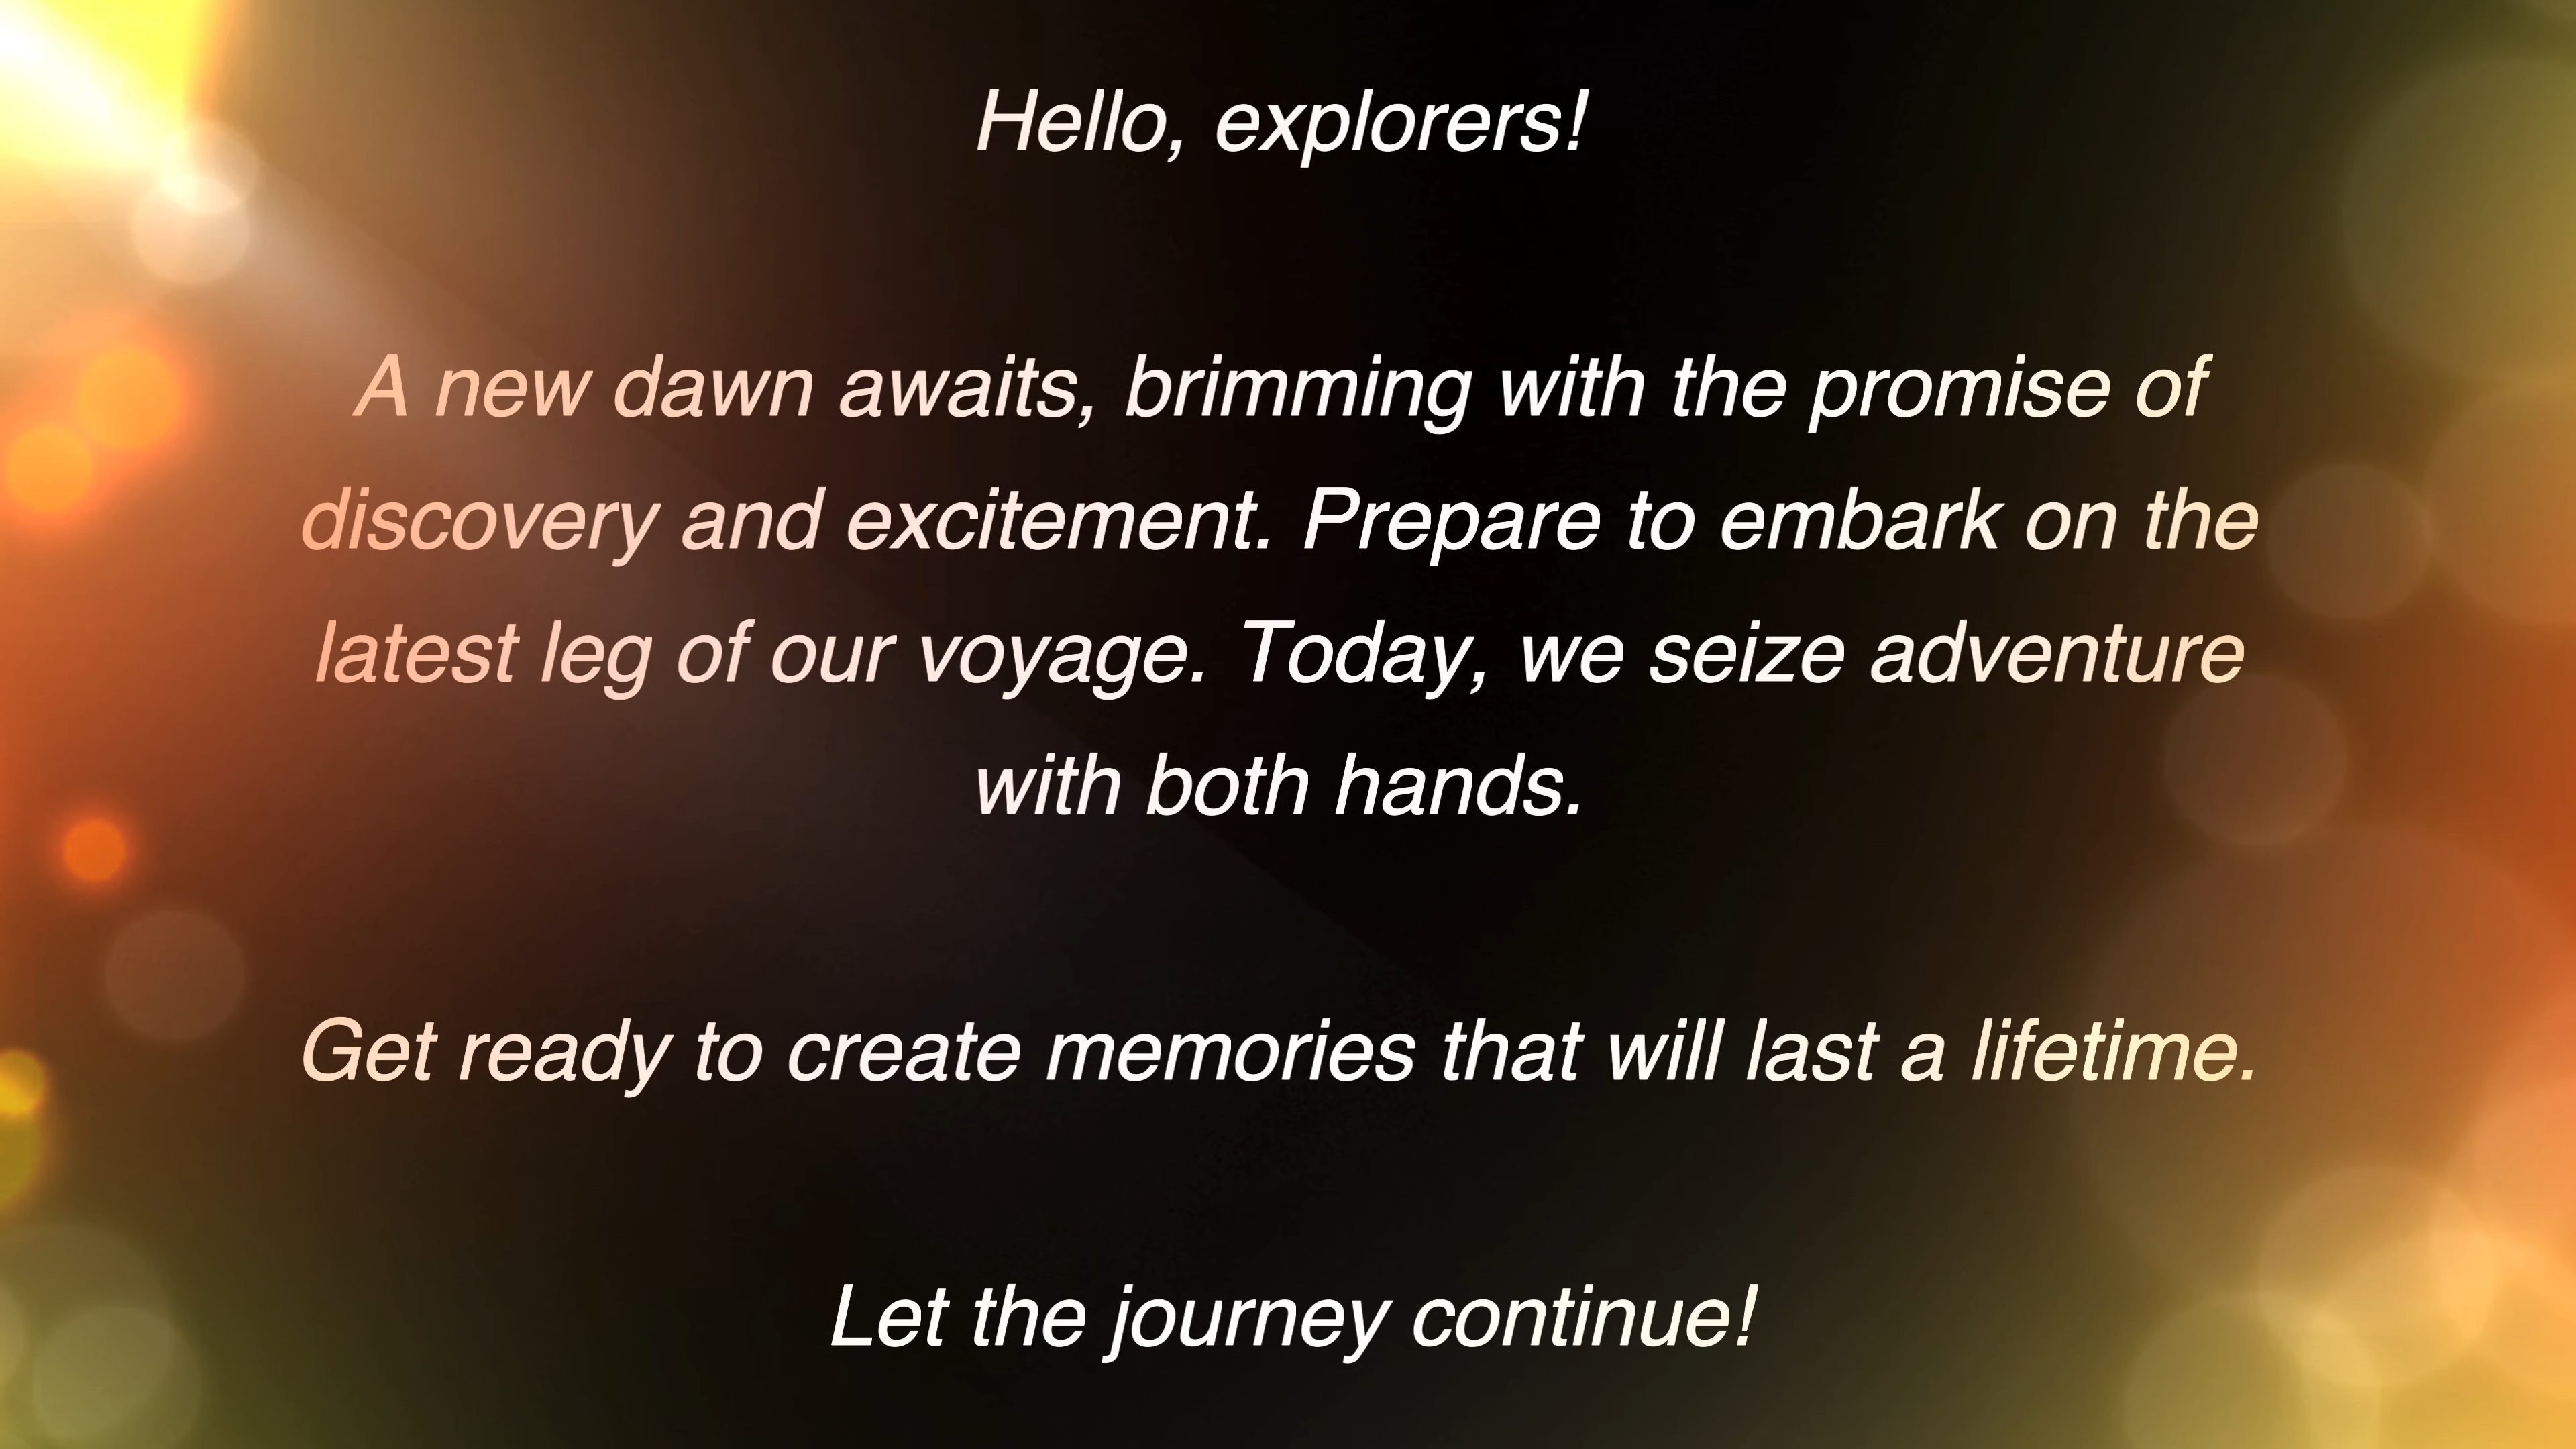 Hello, explorers!
A new dawn awaits, brimming with the promise of
discovery and excitement. Prepare to embark on the
latest leg of our voyage. Today, we seize adventure
with both hands.
Get ready to create memories that will last a lifetime.
Let the journey continue!